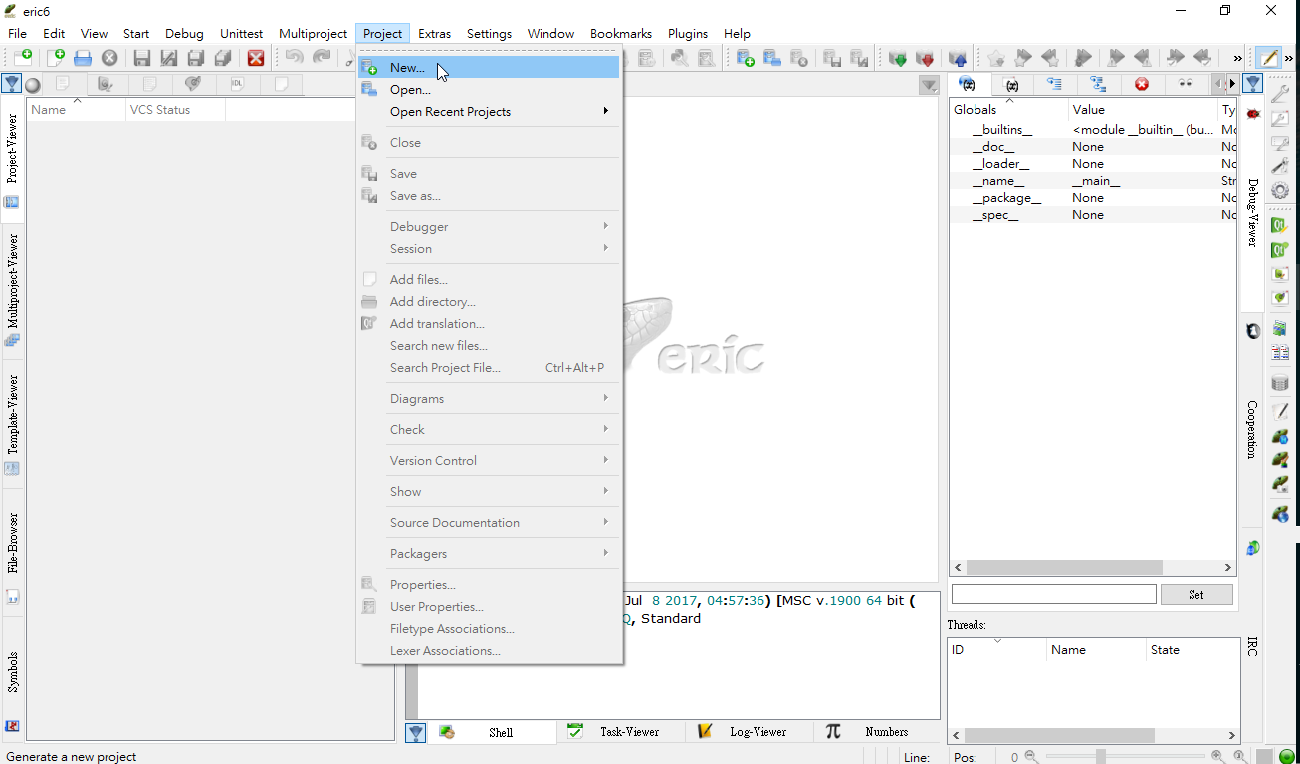 eric6
File Edit View Start Debug Unittest Multiproject Project Extras Settings Window Bookmarks Plugins Help
» »
IDL
Name VCS Status
Project-Viewer
Multiproject-Viewer
Template-Viewer
File-Browser
Symbols
New...
Open...
Open Recent Projects
Close
Save
Save as...
Debugger
Session
Add files...
Add directory...
Add translation...
Search new files...
Search Project File... Ctrl+Alt+P
Diagrams
Check
Version Control
Show
Source Documentation
Packagers
Properties...
User Properties...
Filetype Associations...
Lexer Associations...
eric
Jul 8 2017, 04:57:36) [MSC v.1900 64 bit (
Q, Standard
Shell Task-Viewer Log-Viewer Numbers
Globals Value Ty
__builtins__ <module __builtin__ (bu... Mo
__doc__ None No
__loader__ None No
__name__ __main__ Str
__package__ None No
__spec__ None No
Set
Threads:
ID Name State
Debug-Viewer
Cooperation
IRC
Generate a new project Line: Pos: 0